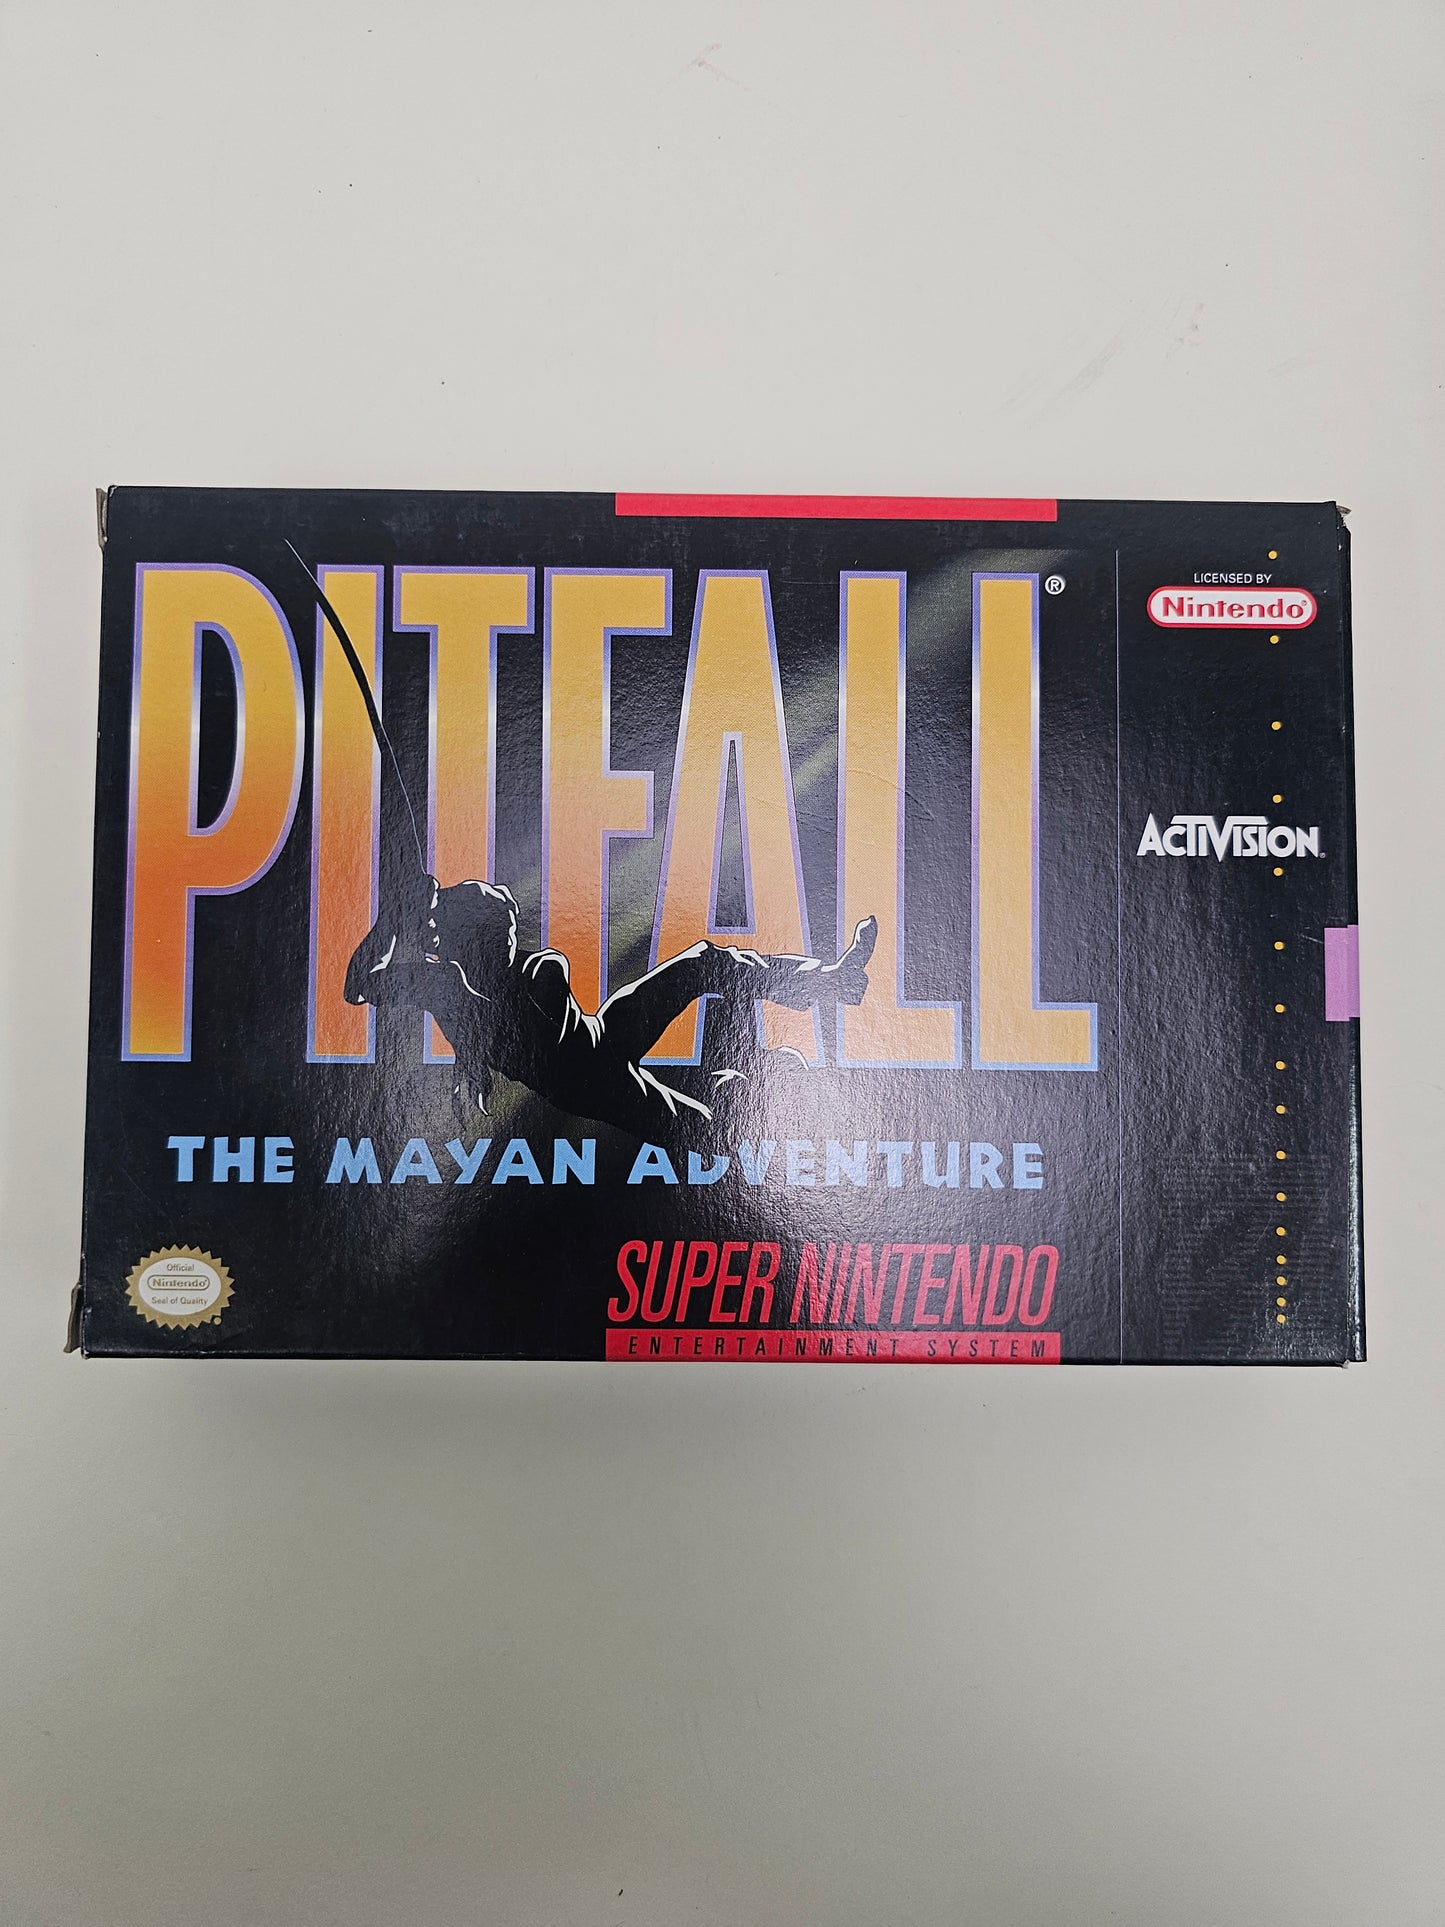 PITFALL®
THE MAYAN ADVENTURE
LICENSED BY
Nintendo®
ACTIVISION®
Official
Nintendo
Seal of Quality
SUPER NINTENDO
ENTERTAINMENT SYSTEM